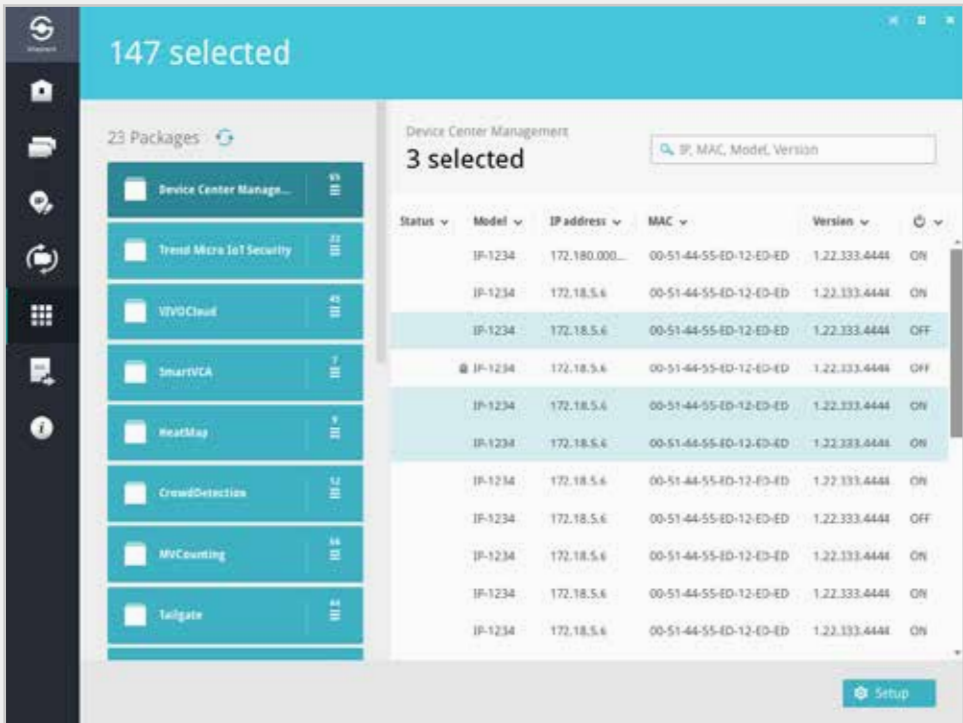 147 selected
23 Packages
Device Center Management
3 selected
IP, MAC, Model, Version
Device Center Manage...
Trend Micro IoT Security
VIVOCloud
SmartVCA
7
HeatMap
9
CrowdDetection
MVCounting
Tailgate
Status Model IP address MAC Version
IP-1234 172.180.000... 00-51-44-55-ED-12-ED-ED 1.22.333.4444 ON
IP-1234 172.18.5.6 00-51-44-55-ED-12-ED-ED 1.22.333.4444 ON
IP-1234 172.18.5.6 00-51-44-55-ED-12-ED-ED 1.22.333.4444 OFF
IP-1234 172.18.5.6 00-51-44-55-ED-12-ED-ED 1.22.333.4444 OFF
IP-1234 172.18.5.6 00-51-44-55-ED-12-ED-ED 1.22.333.4444 ON
IP-1234 172.18.5.6 00-51-44-55-ED-12-ED-ED 1.22.333.4444 ON
IP-1234 172.18.5.6 00-51-44-55-ED-12-ED-ED 1.22.333.4444 ON
IP-1234 172.18.5.6 00-51-44-55-ED-12-ED-ED 1.22.333.4444 OFF
IP-1234 172.18.5.6 00-51-44-55-ED-12-ED-ED 1.22.333.4444 ON
IP-1234 172.18.5.6 00-51-44-55-ED-12-ED-ED 1.22.333.4444 ON
IP-1234 172.18.5.6 00-51-44-55-ED-12-ED-ED 1.22.333.4444 ON
Setup